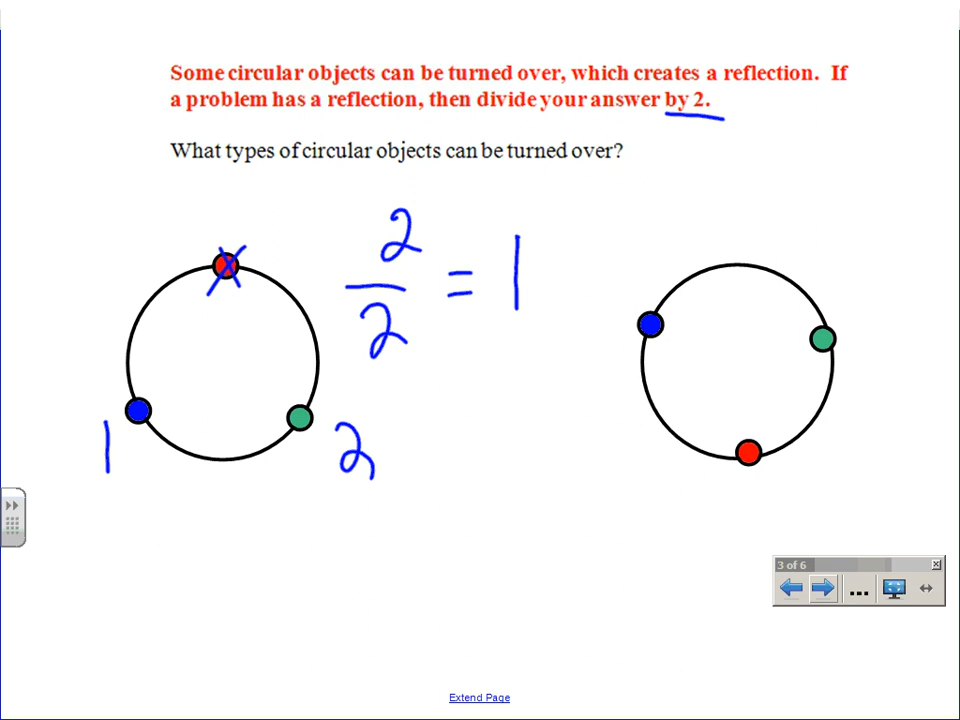 Some circular objects can be turned over, which creates a reflection. If
a problem has a reflection, then divide your answer by 2.
What types of circular objects can be turned over?
2
2 = 1
1
2
3 of 6
...
Extend Page